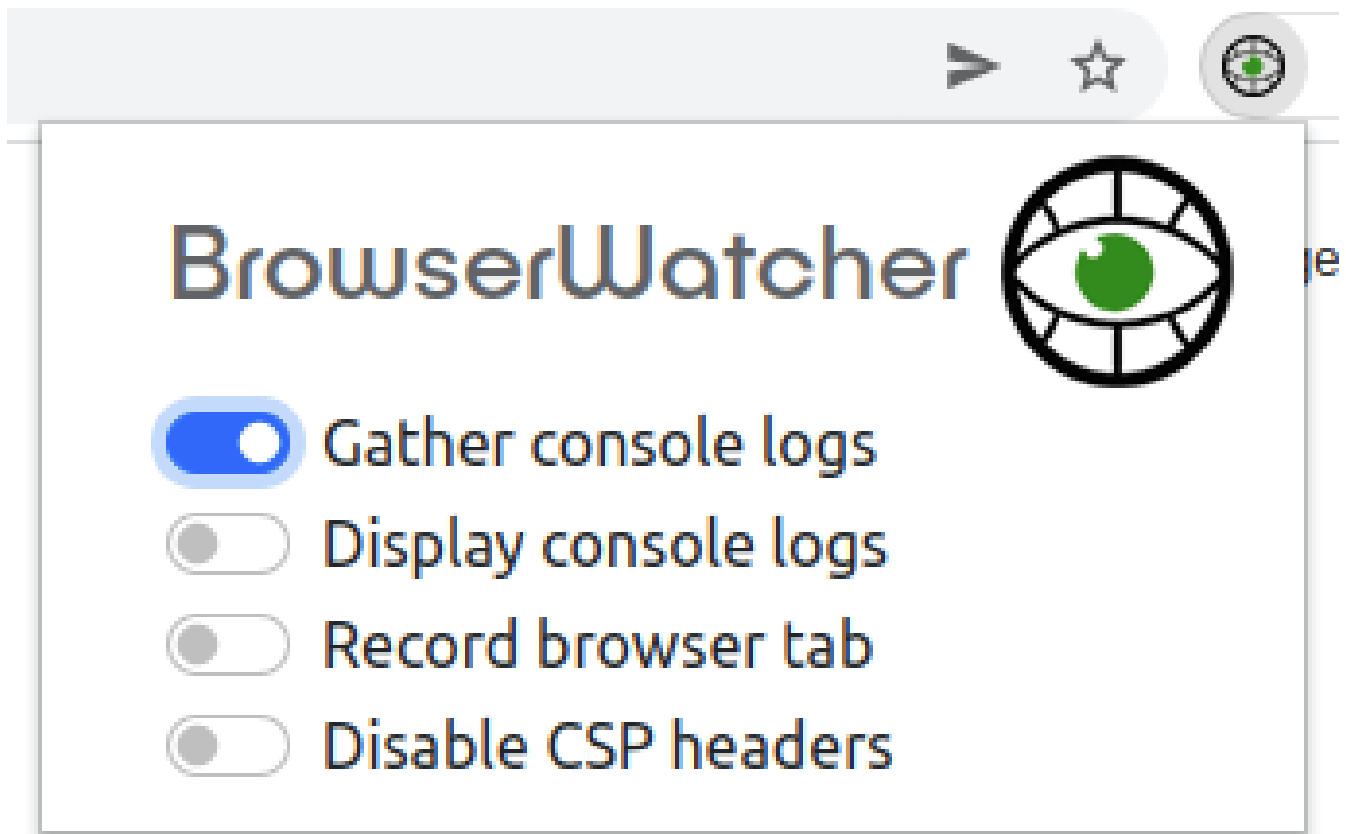 BrowserWatcher
Gather console logs
Display console logs
Record browser tab
Disable CSP headers